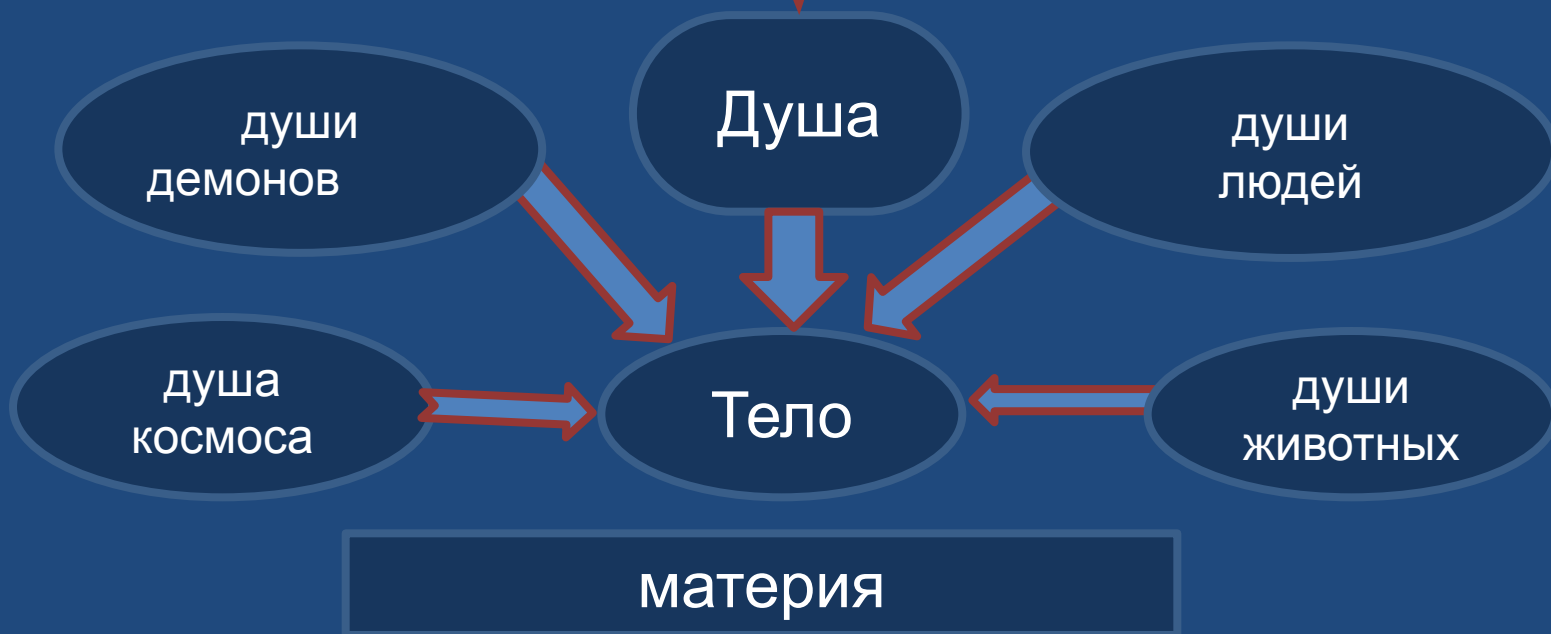 Душа
души
демонов
души
людей
душа
космоса
Тело
души
животных
материя